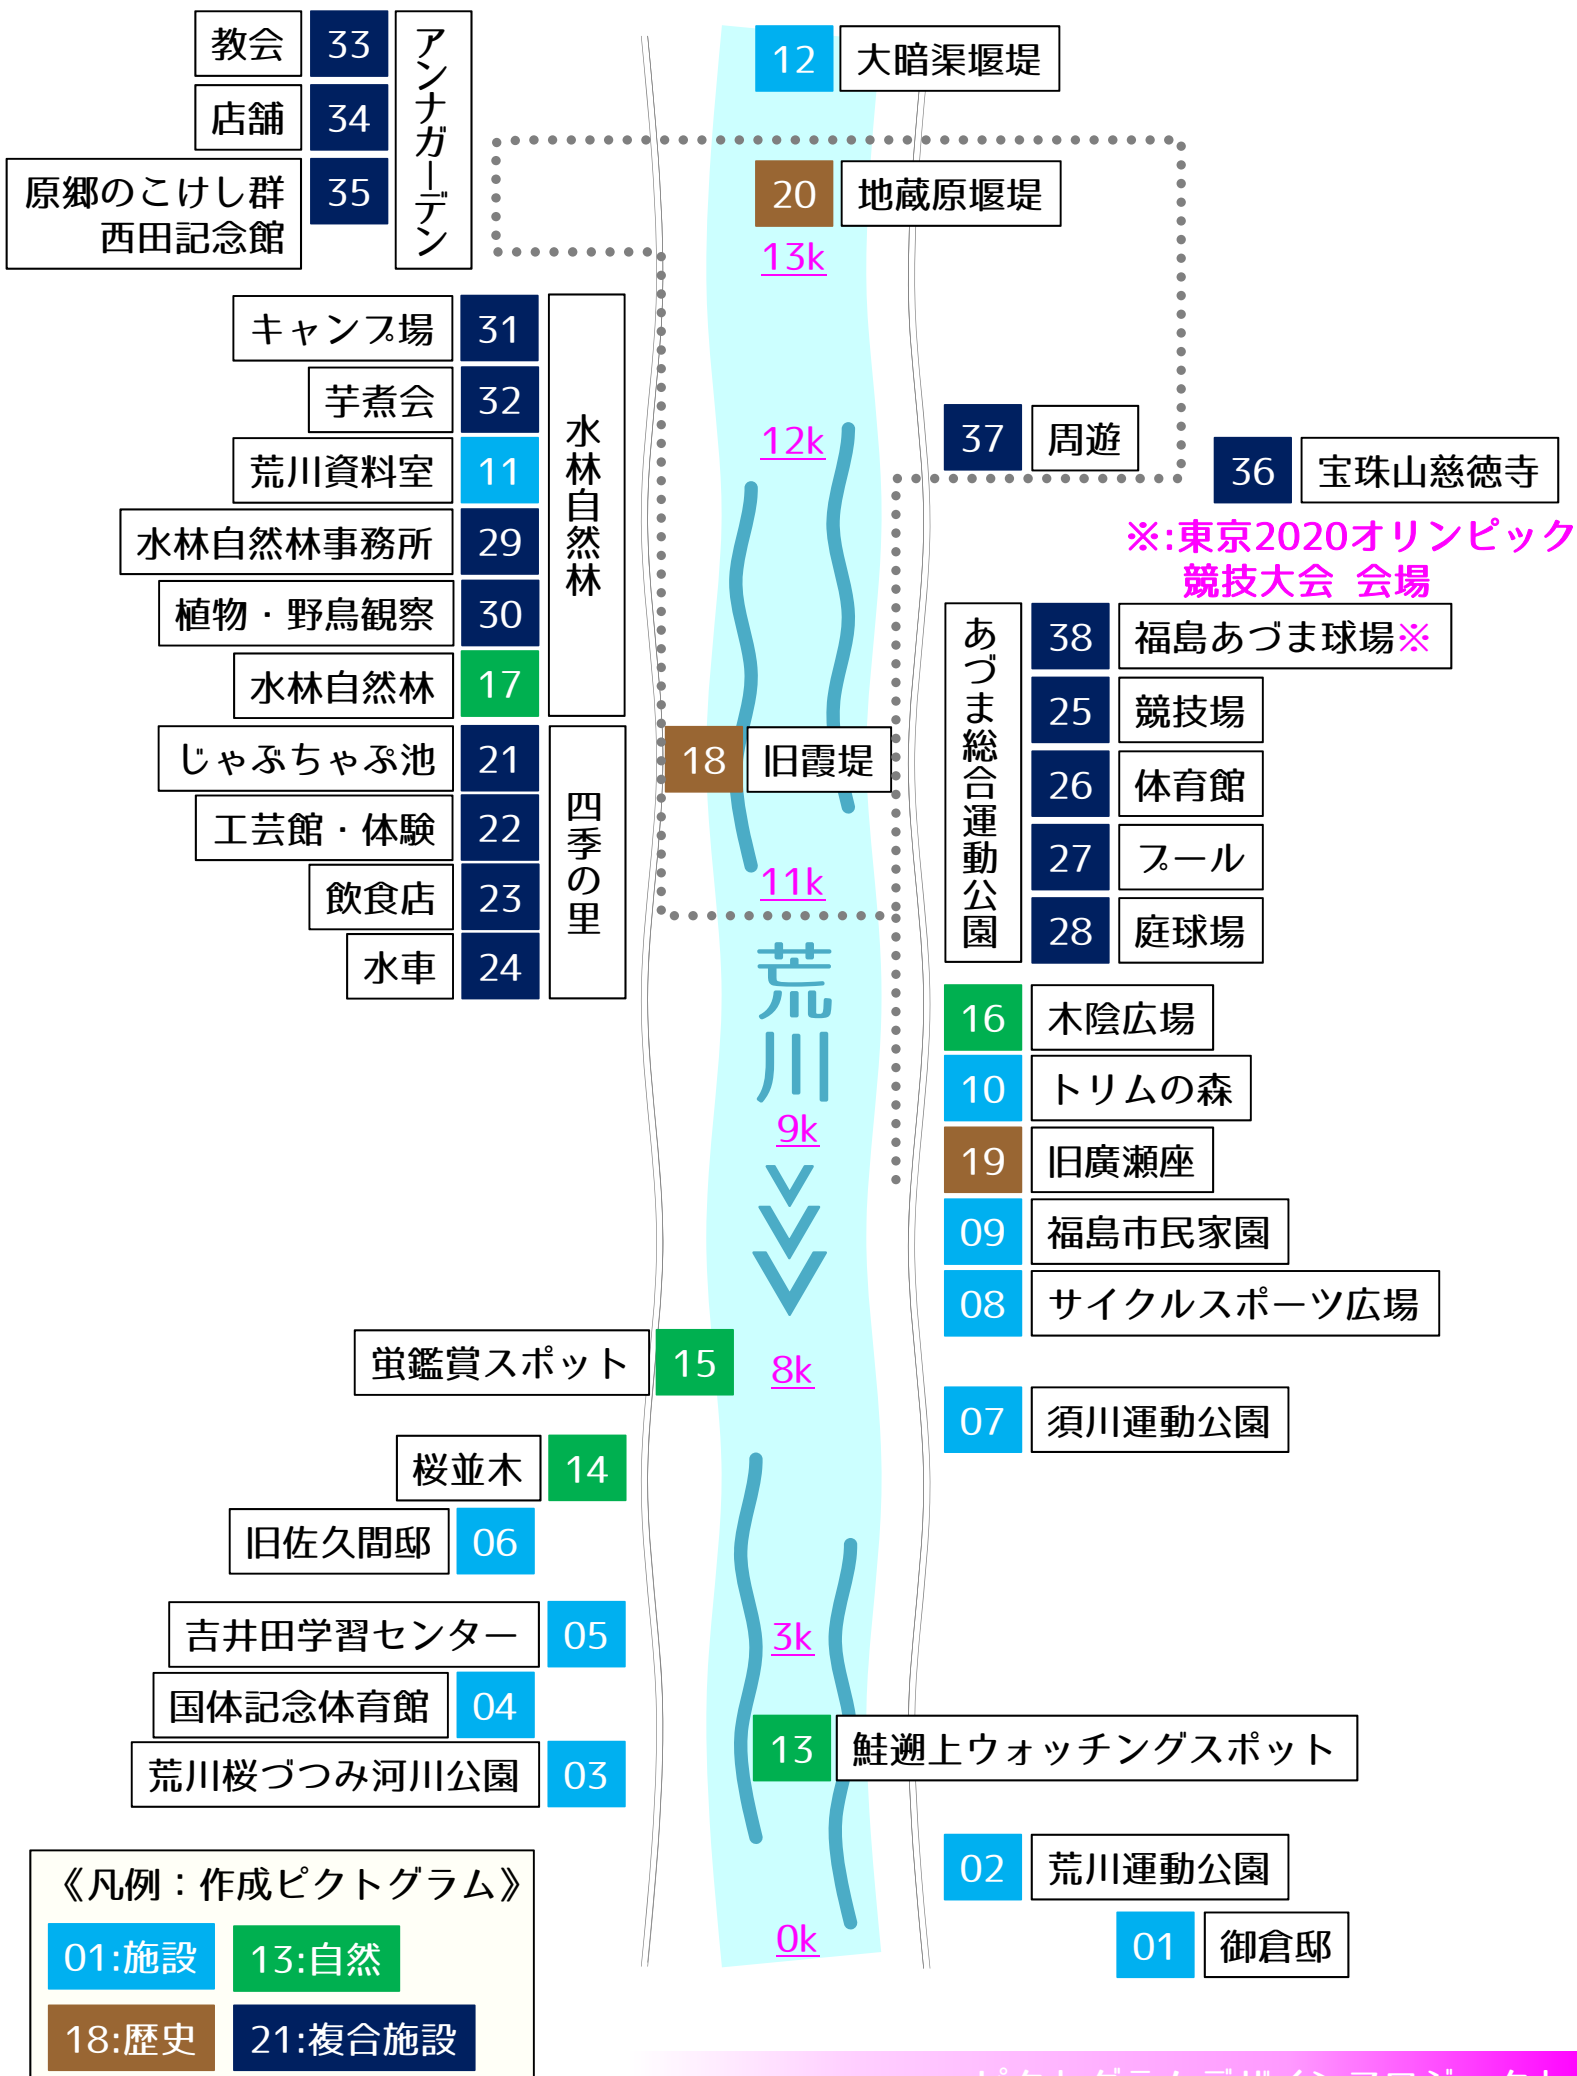 教会 33
店舗 34
原郷のこけし群 35
西田記念館
アンナガーデン
12 大暗渠堰堤
20 地蔵原堰堤
13k
キャンプ場 31
芋煮会 32
荒川資料室 11
水林自然林事務所 29
植物・野鳥観察 30
水林自然林 17
水林自然林
12k
37 周遊
36 宝珠山慈徳寺
※:東京2020オリンピック
競技大会 会場
じゃぶちゃぷ池 21
工芸館・体験 22
飲食店 23
水車 24
四季の里
18 旧霞堤
11k
あづま総合運動公園
38 福島あづま球場※
25 競技場
26 体育館
27 プール
28 庭球場
荒川
9k
16 木陰広場
10 トリムの森
19 旧廣瀬座
09 福島市民家園
08 サイクルスポーツ広場
蛍鑑賞スポット 15
8k
07 須川運動公園
桜並木 14
旧佐久間邸 06
吉井田学習センター 05
3k
国体記念体育館 04
荒川桜づつみ河川公園 03
13 鮭遡上ウォッチングスポット
02 荒川運動公園
0k
01 御倉邸
《凡例：作成ピクトグラム》
01:施設 13:自然
18:歴史 21:複合施設